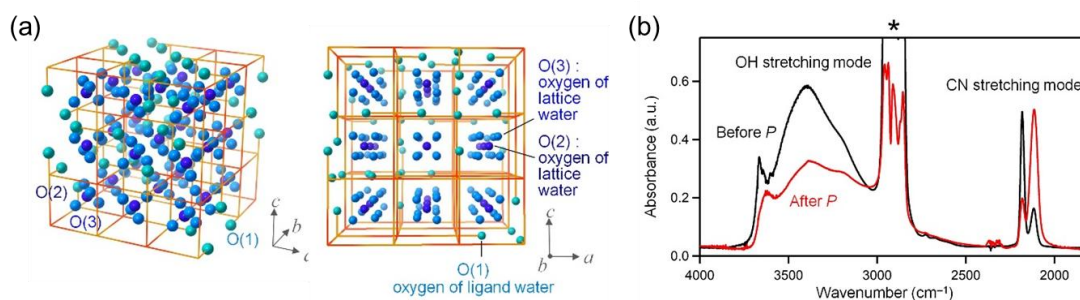 (a)
O(2)
O(3)
O(1)
c
b
a
O(3) :
oxygen of
lattice
water
O(2) :
oxygen of
lattice
water
c
b
a
O(1)
oxygen of ligand water
(b)
*
OH stretching mode
CN stretching mode
Before P
After P
Absorbance (a.u.)
0.6
0.4
0.2
0.0
4000
3500
3000
2500
2000
Wavenumber (cm⁻¹)